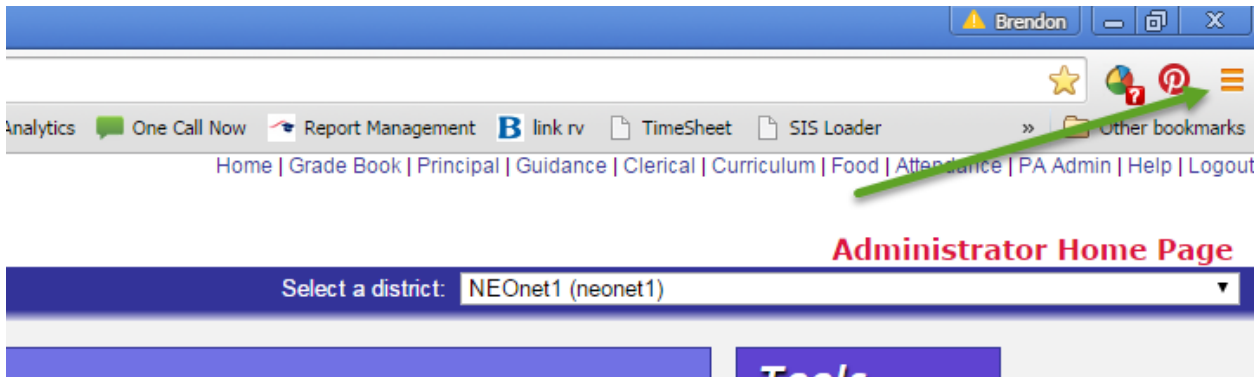 Brendon
?
Analytics One Call Now Report Management B link rv TimeSheet SIS Loader » Other bookmarks
Home | Grade Book | Principal | Guidance | Clerical | Curriculum | Food | Attendance | PA Admin | Help | Logout
Administrator Home Page
Select a district: NEOnet1 (neonet1)
Tools